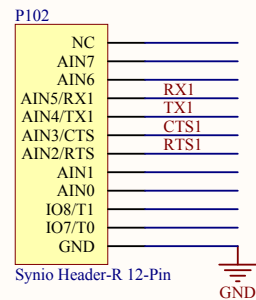 P102
NC
AIN7
AIN6
AIN5/RX1 RX1
AIN4/TX1 TX1
AIN3/CTS CTS1
AIN2/RTS RTS1
AIN1
AIN0
IO8/T1
IO7/T0
GND
Synio Header-R 12-Pin
GND